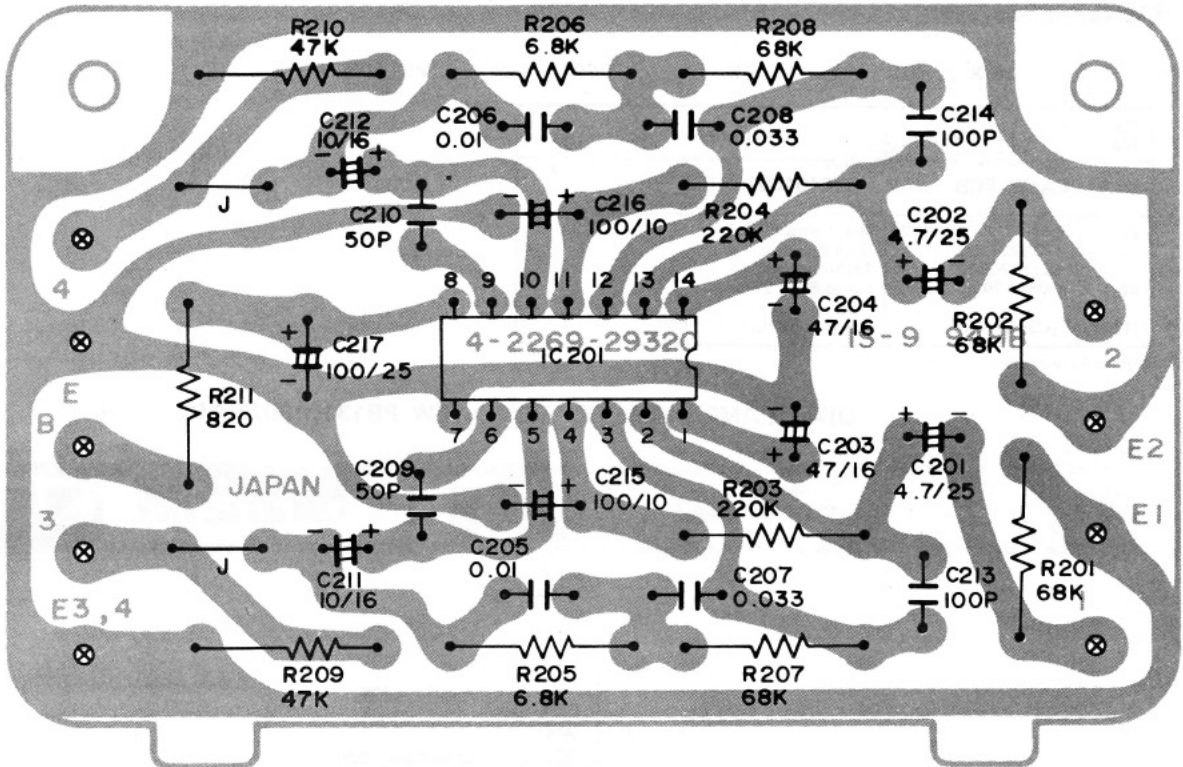 R210
47K
R206
6.8K
R208
68K
C212
10/16
- +
C206
0.01
C208
0.033
C214
100P
J
C210
50P
- +
C216
100/10
R204
220K
C202
4.7/25
+ -
4
8 9 10 11 12 13 14
+
-
C204
47/16
R202
68K
2
+
-
C217
100/25
4-2269-29320
IC201
13-9 94HB
E
R211
820
B
7 6 5 4 3 2 1
-
+
C203
47/16
+ -
C201
4.7/25
E2
JAPAN
C209
50P
- +
C215
100/10
R203
220K
E1
3
J
- +
C211
10/16
C205
0.01
C207
0.033
C213
100P
R201
68K
1
E3,4
R209
47K
R205
6.8K
R207
68K